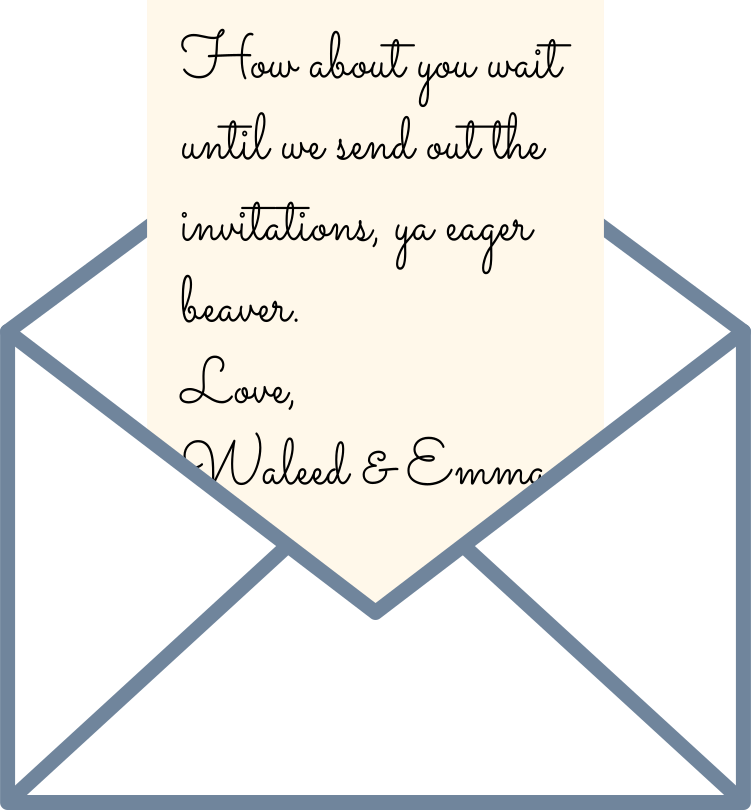 How about you wait
until we send out the
invitations, ya eager
beaver.
Love,
Waleed & Emma